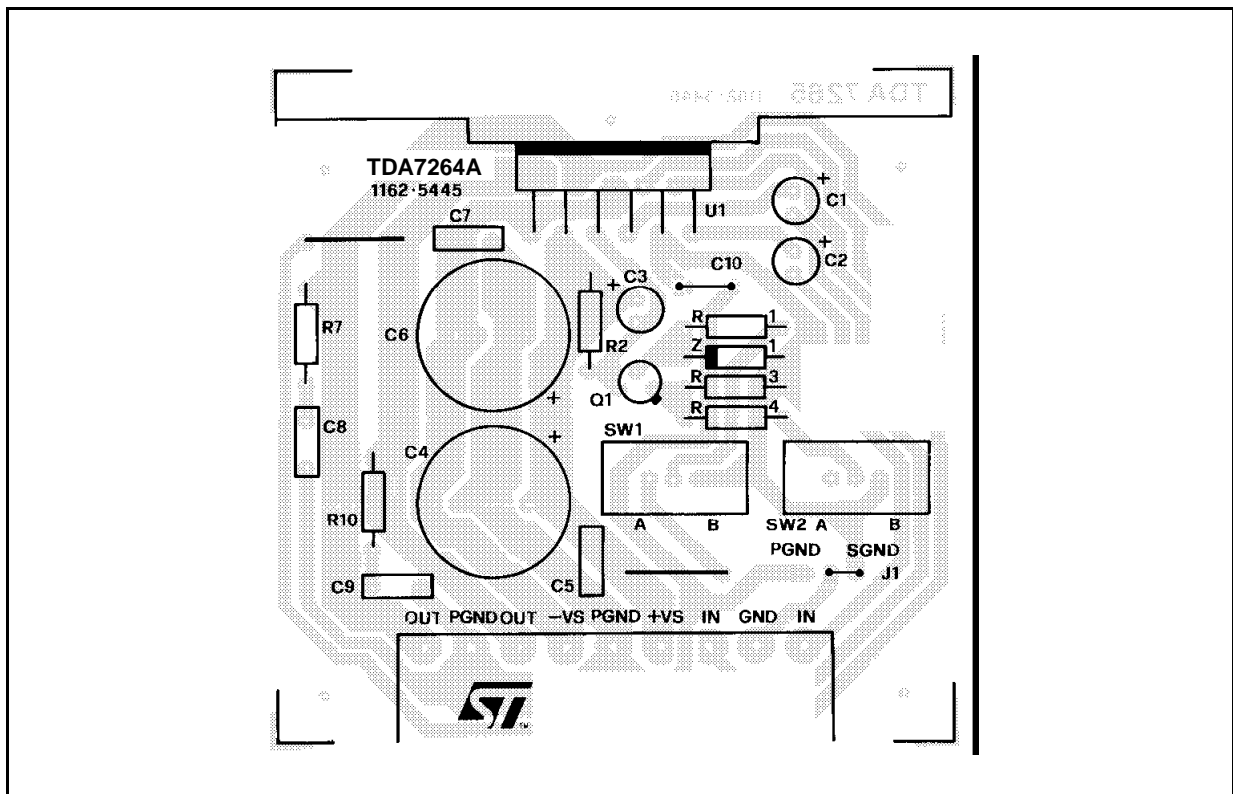 TDA 7265
TDA7264A
1162·5445
U1
C1
C7
C2
C10
C3
R 1
R7
C6
R2
Z 1
R 3
Q1
R 4
C8
SW1
C4
R10
A B
SW2 A B
PGND SGND
C9
C5
J1
OUT PGND OUT –VS PGND +VS IN GND IN
ST